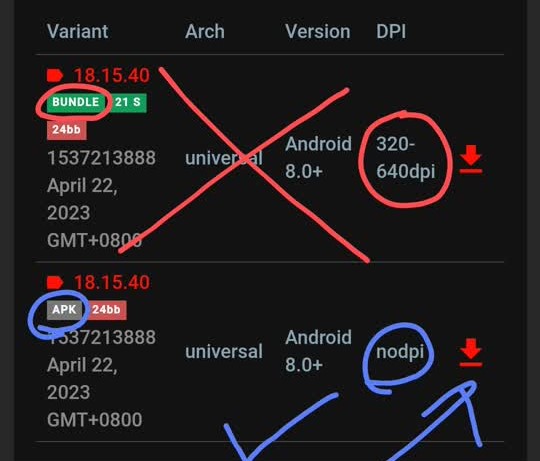 Variant Arch Version DPI
18.15.40
BUNDLE 21 S
24bb
1537213888
April 22,
2023
GMT+0800
universal
Android
8.0+
320-
640dpi
18.15.40
APK 24bb
1537213888
April 22,
2023
GMT+0800
universal
Android
8.0+
nodpi